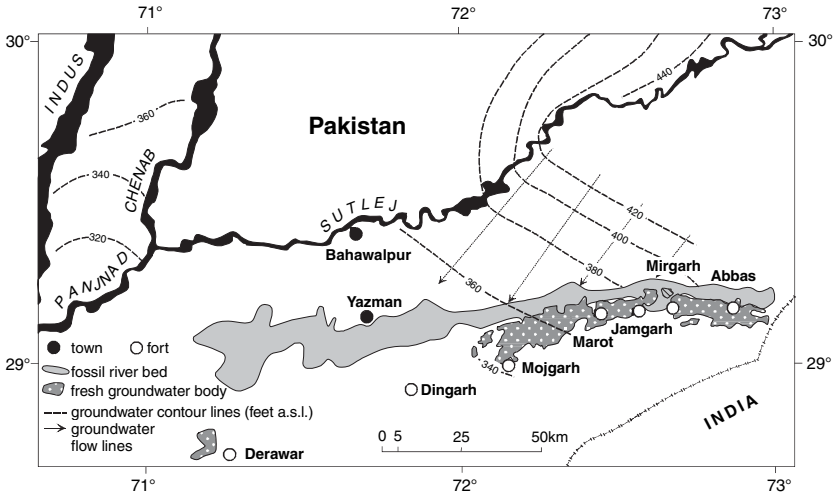 71° 72° 73°
30° 30°
INDUS
440
360
Pakistan
340
CHENAB
320
SUTLEJ
420
400
PANJNAD
Bahawalpur
380
Mirgarh
360
Abbas
Yazman
town fort
Jamgarh
Marot
29° 29°
fossil river bed
340
Mojgarh
fresh groundwater body
Dingarh
groundwater contour lines (feet a.s.l.)
groundwater
flow lines
INDIA
0 5 25 50km
Derawar
71° 72° 73°